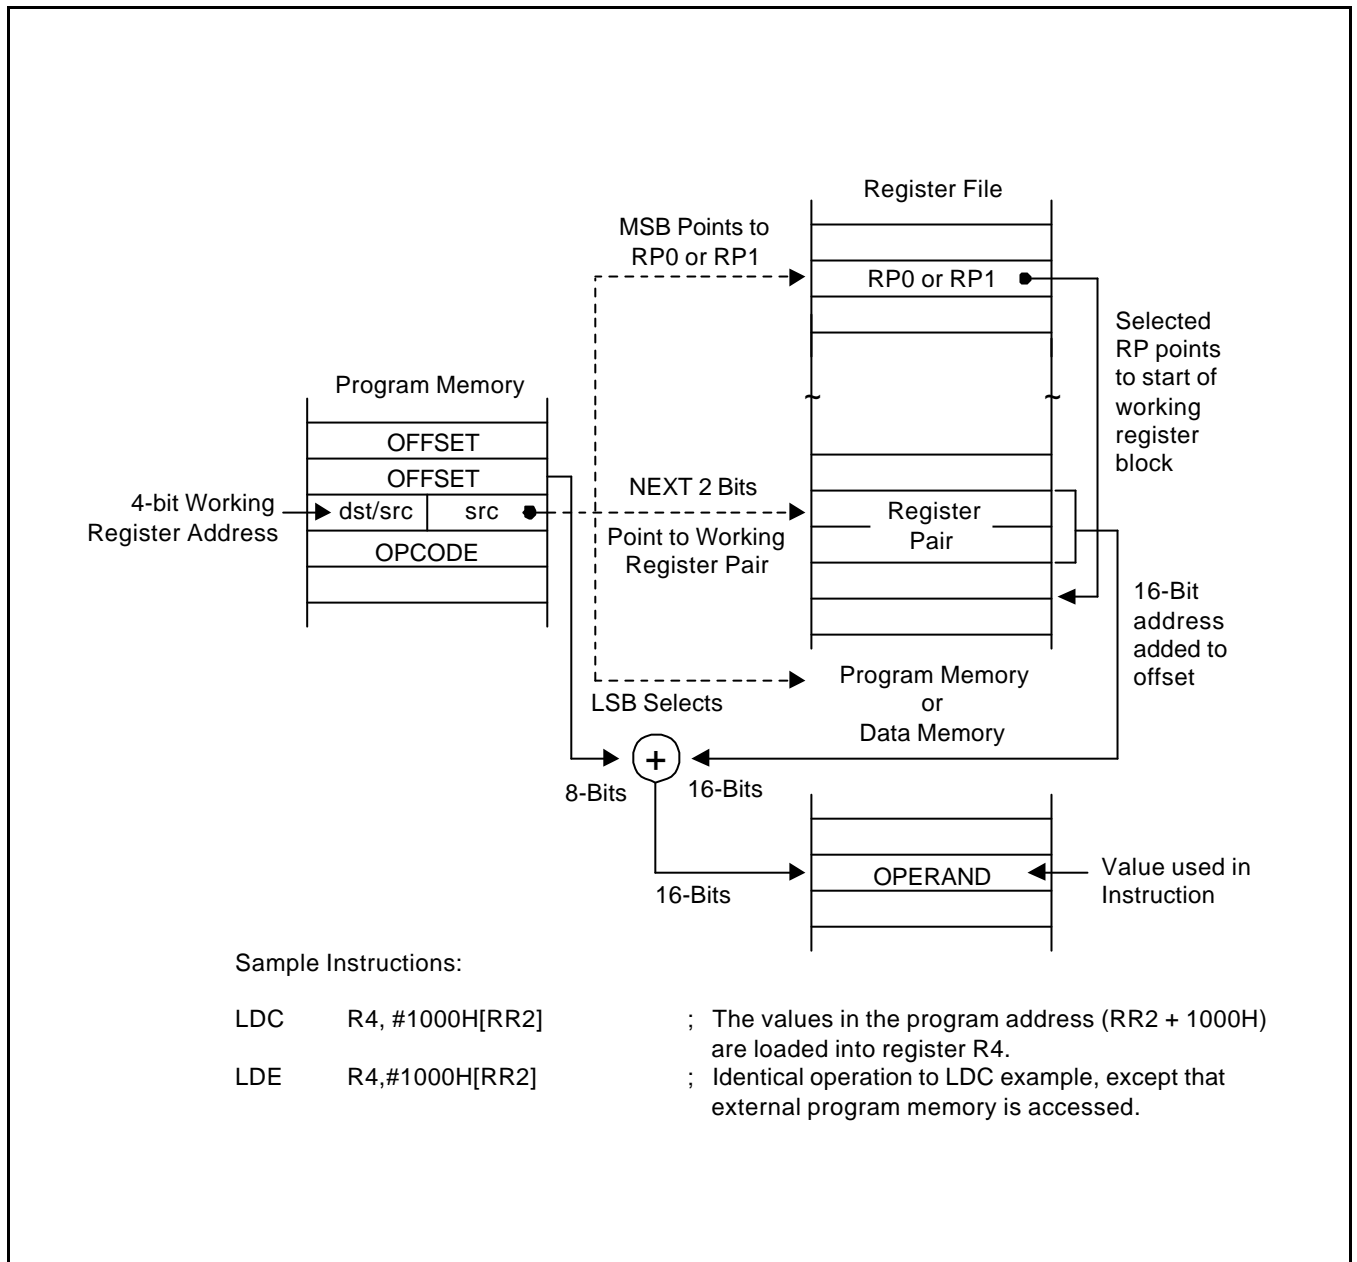 Register File
MSB Points to
RP0 or RP1
RP0 or RP1
Selected
RP points
to start of
working
register
block
Program Memory
OFFSET
OFFSET
4-bit Working
Register Address
dst/src
src
OPCODE
NEXT 2 Bits
Point to Working
Register Pair
Register
Pair
16-Bit
address
added to
offset
LSB Selects
Program Memory
or
Data Memory
+
8-Bits
16-Bits
16-Bits
OPERAND
Value used in
Instruction
~
~
Sample Instructions:
LDC R4, #1000H[RR2] ; The values in the program address (RR2 + 1000H)
are loaded into register R4.
LDE R4,#1000H[RR2] ; Identical operation to LDC example, except that
external program memory is accessed.